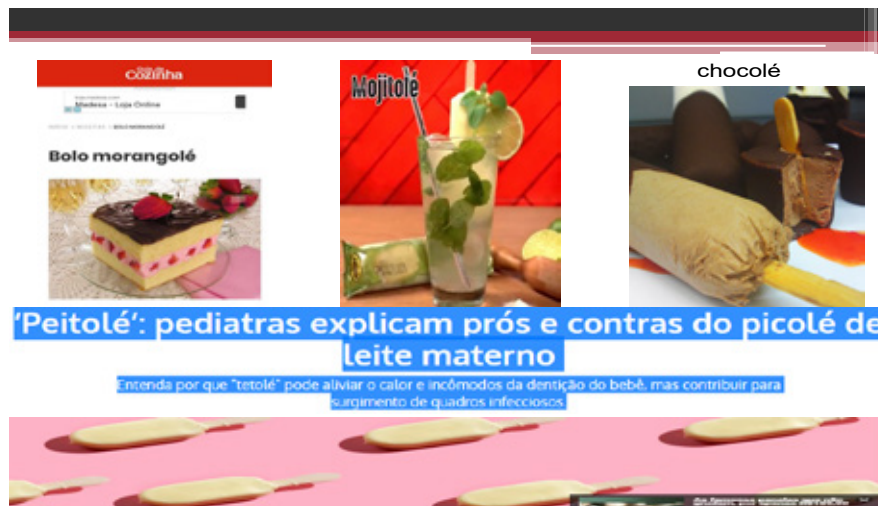 Cozinha
Madesa - Loja Online
Bolo morangolé
Mojitolé
chocolé
'Peitolé': pediatras explicam prós e contras do picolé de
leite materno
Entenda por que "tetolé" pode aliviar o calor e incômodos da dentição do bebê, mas contribuir para
surgimento de quadros infecciosos